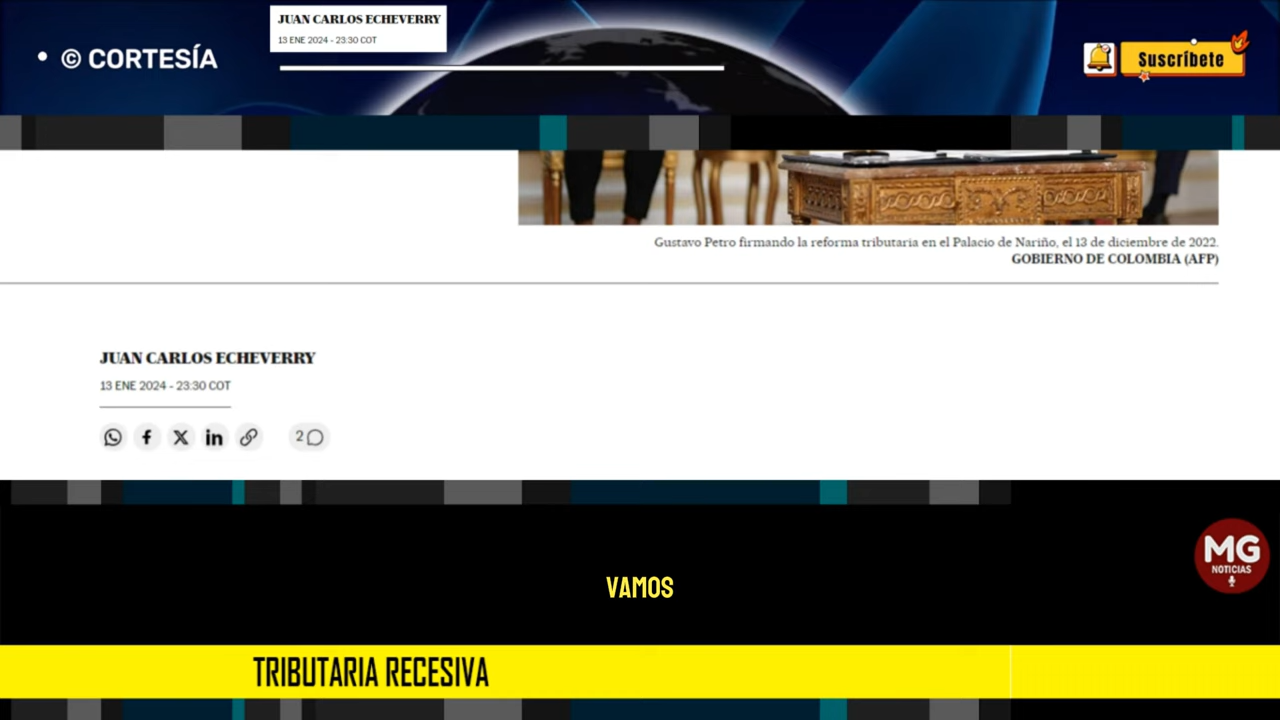 JUAN CARLOS ECHEVERRY
13 ENE 2024 - 23:30 COT
• © CORTESÍA
Suscríbete
Gustavo Petro firmando la reforma tributaria en el Palacio de Nariño, el 13 de diciembre de 2022.
GOBIERNO DE COLOMBIA (AFP)
JUAN CARLOS ECHEVERRY
13 ENE 2024 - 23:30 COT
2
MG
NOTICIAS
VAMOS
TRIBUTARIA RECESIVA